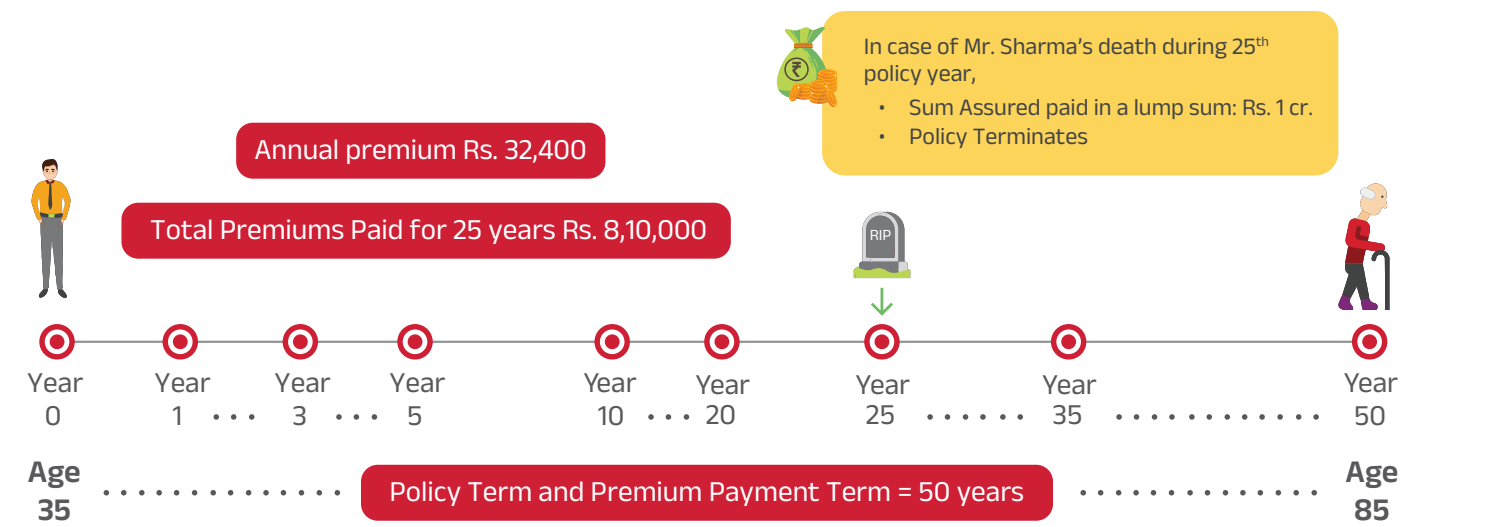 In case of Mr. Sharma's death during 25th
policy year,
• Sum Assured paid in a lump sum: Rs. 1 cr.
• Policy Terminates
₹
Annual premium Rs. 32,400
Total Premiums Paid for 25 years Rs. 8,10,000
RIP
Year Year Year Year Year Year Year Year Year
0 1 ... 3 ... 5 10 ... 20 25 ...... 35 ............ 50
Age Age
35 ............. Policy Term and Premium Payment Term = 50 years ............. 85